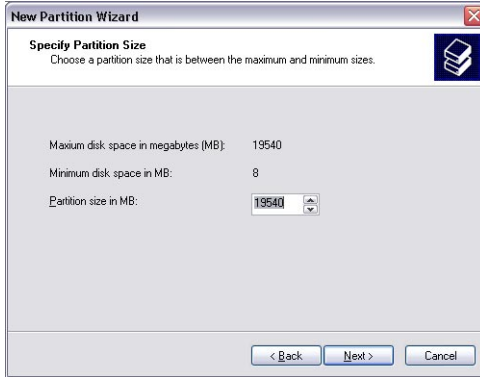 New Partition Wizard
Specify Partition Size
Choose a partition size that is between the maximum and minimum sizes.
Maxium disk space in megabytes (MB): 19540
Minimum disk space in MB: 8
Partition size in MB: 19540
< Back Next > Cancel